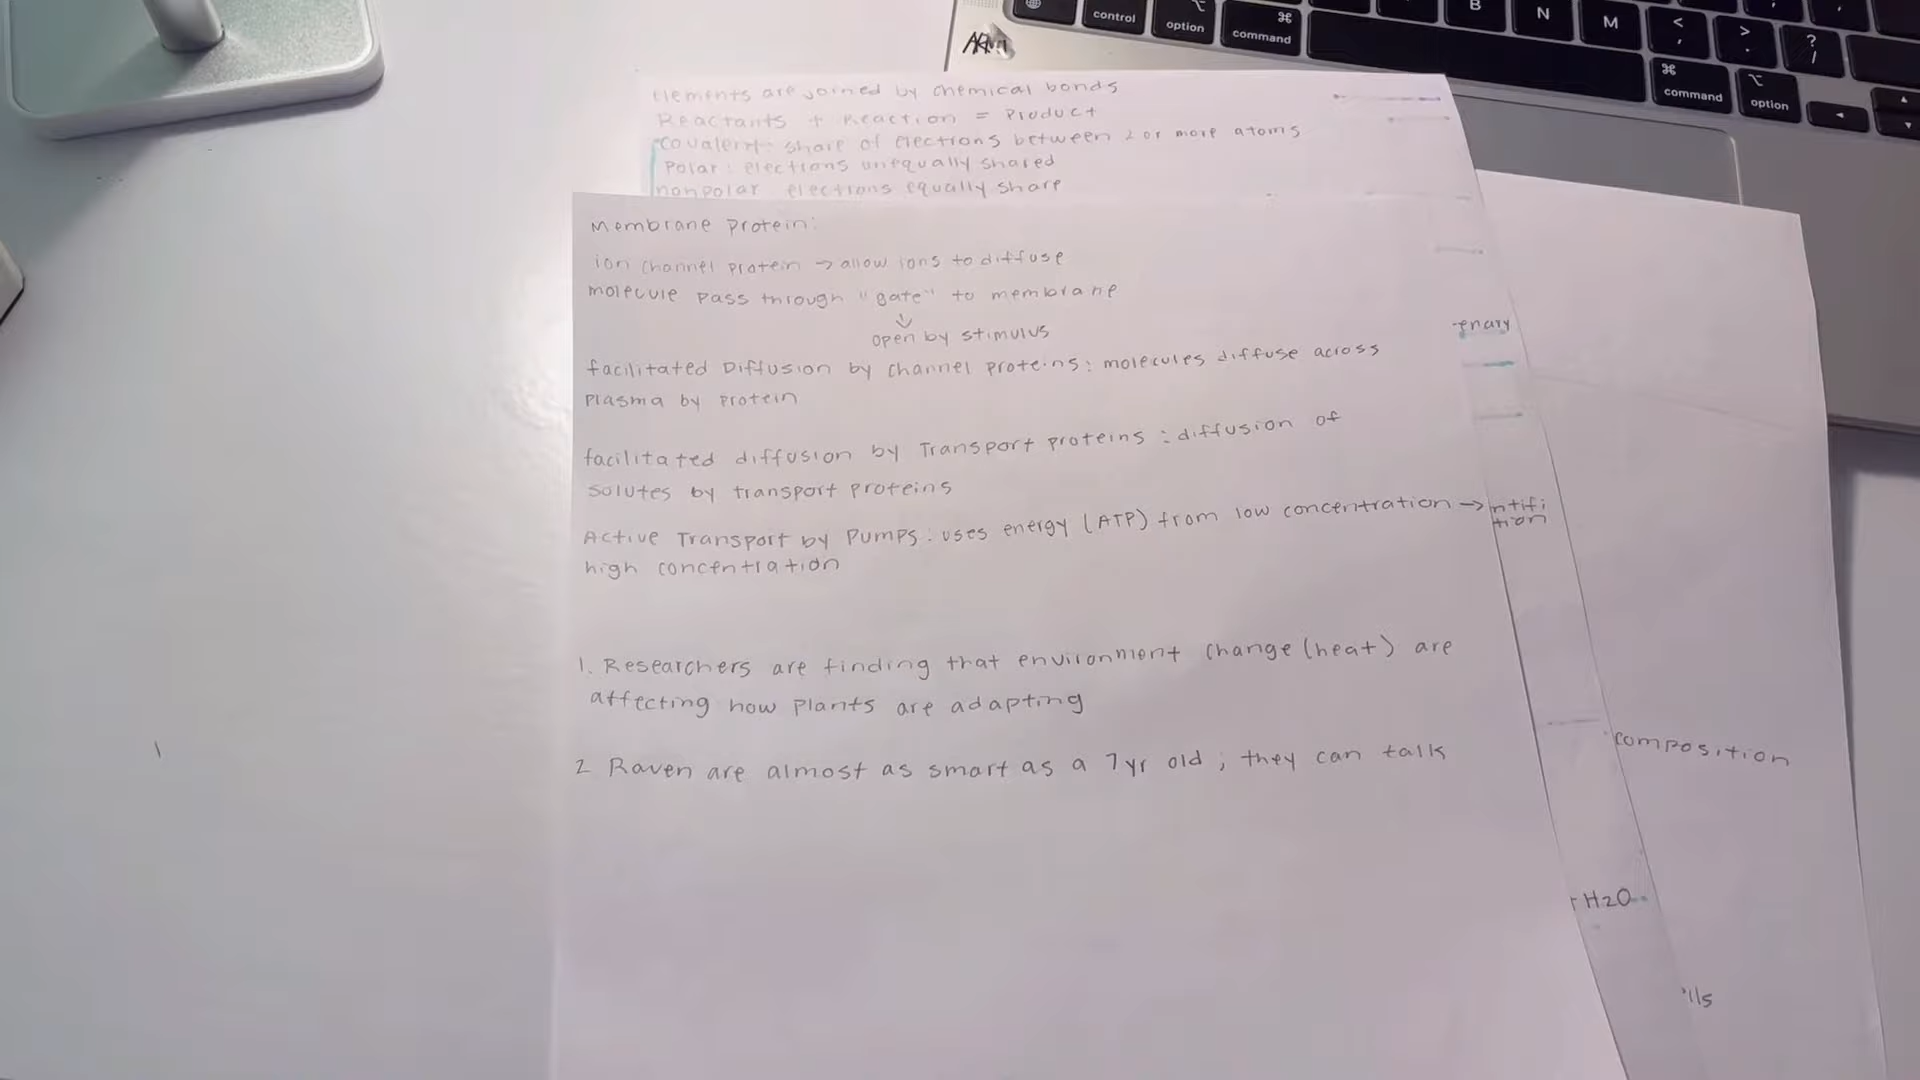 control
option
⌘
command
B
N
M
<
,
>
.
?
/
⌘
command
option
Elements are joined by chemical bonds
Reactants + Reaction = Product
covalent - share of elections between 2 or more atoms
Polar : elections unequally shared
nonpolar : elections equally share
Membrane Protein:
ion channel protein → allow ions to diffuse
molecule pass through "gate" to membrane
↓
open by stimulus
facilitated Diffusion by channel proteins : molecules diffuse across
plasma by protein
facilitated diffusion by Transport proteins : diffusion of
solutes by transport proteins
Active Transport by Pumps : uses energy (ATP) from low concentration →
high concentration
1. Researchers are finding that environment change (heat) are
affecting how plants are adapting
2 Raven are almost as smart as a 7yr old ; they can talk
enary
ntifi
tion
composition
+ H2O